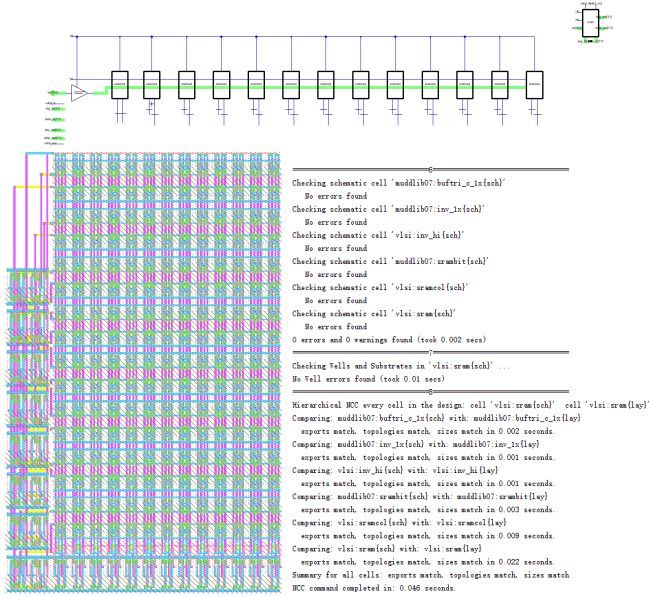 6
Checking schematic cell 'muddlib07:buftri_c_1x{sch}'
No errors found
Checking schematic cell 'muddlib07:inv_1x{sch}'
No errors found
Checking schematic cell 'vlsi:inv_hi{sch}'
No errors found
Checking schematic cell 'muddlib07:srambit{sch}'
No errors found
Checking schematic cell 'vlsi:sramcol{sch}'
No errors found
Checking schematic cell 'vlsi:sram{sch}'
No errors found
0 errors and 0 warnings found (took 0.002 secs)
7
Checking Wells and Substrates in 'vlsi:sram{sch}' ...
No Well errors found (took 0.01 secs)
8
Hierarchical NCC every cell in the design: cell 'vlsi:sram{sch}' cell 'vlsi:sram{lay}'
Comparing: muddlib07:buftri_c_1x{sch} with: muddlib07:buftri_c_1x{lay}
exports match, topologies match, sizes match in 0.002 seconds.
Comparing: muddlib07:inv_1x{sch} with: muddlib07:inv_1x{lay}
exports match, topologies match, sizes match in 0.001 seconds.
Comparing: vlsi:inv_hi{sch} with: vlsi:inv_hi{lay}
exports match, topologies match, sizes match in 0.001 seconds.
Comparing: muddlib07:srambit{sch} with: muddlib07:srambit{lay}
exports match, topologies match, sizes match in 0.003 seconds.
Comparing: vlsi:sramcol{sch} with: vlsi:sramcol{lay}
exports match, topologies match, sizes match in 0.009 seconds.
Comparing: vlsi:sram{sch} with: vlsi:sram{lay}
exports match, topologies match, sizes match in 0.022 seconds.
Summary for all cells: exports match, topologies match, sizes match
NCC command completed in: 0.046 seconds.